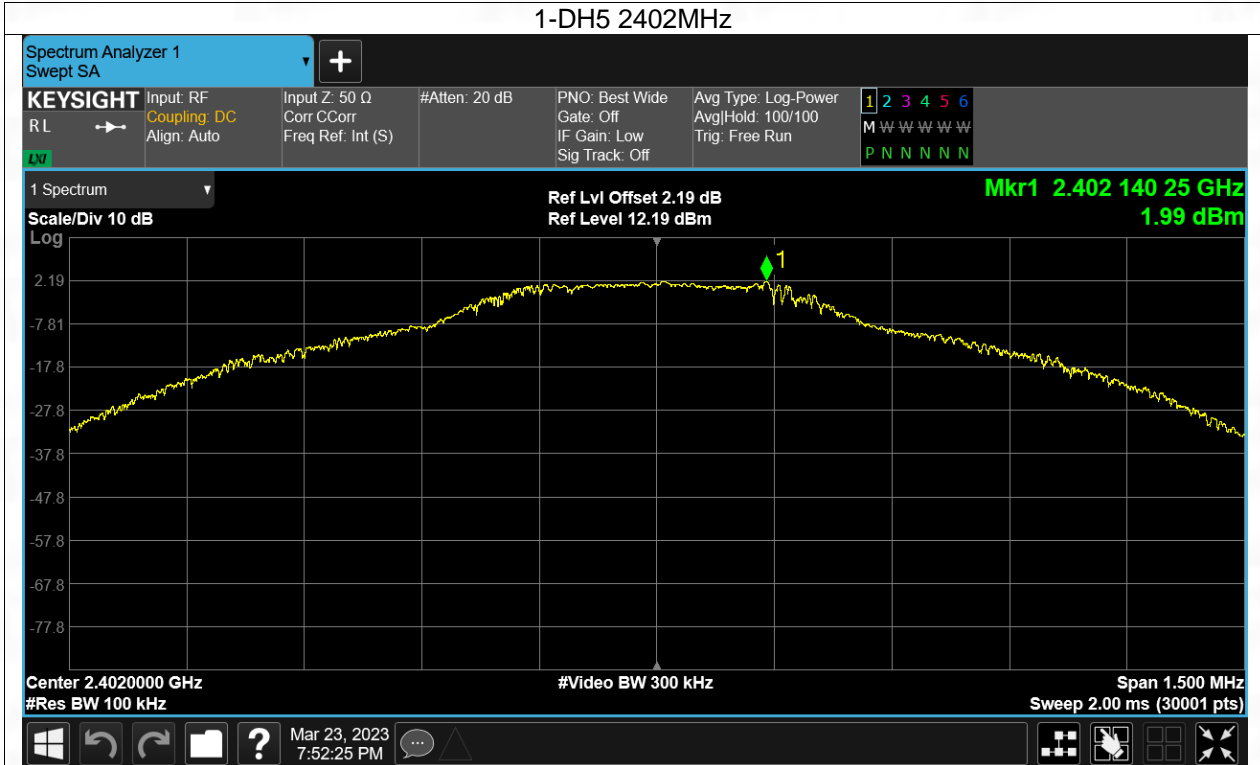 1-DH5 2402MHz
Spectrum Analyzer 1
Swept SA
KEYSIGHT
RL
LXI
Input: RF
Coupling: DC
Align: Auto
Input Z: 50 Ω
Corr CCorr
Freq Ref: Int (S)
#Atten: 20 dB
PNO: Best Wide
Gate: Off
IF Gain: Low
Sig Track: Off
Avg Type: Log-Power
Avg|Hold: 100/100
Trig: Free Run
1 2 3 4 5 6
M W W W W W
P N N N N N
1 Spectrum
Scale/Div 10 dB
Log
Ref Lvl Offset 2.19 dB
Ref Level 12.19 dBm
Mkr1 2.402 140 25 GHz
1.99 dBm
1
2.19
-7.81
-17.8
-27.8
-37.8
-47.8
-57.8
-67.8
-77.8
Center 2.4020000 GHz
#Res BW 100 kHz
#Video BW 300 kHz
Span 1.500 MHz
Sweep 2.00 ms (30001 pts)
?
Mar 23, 2023
7:52:25 PM